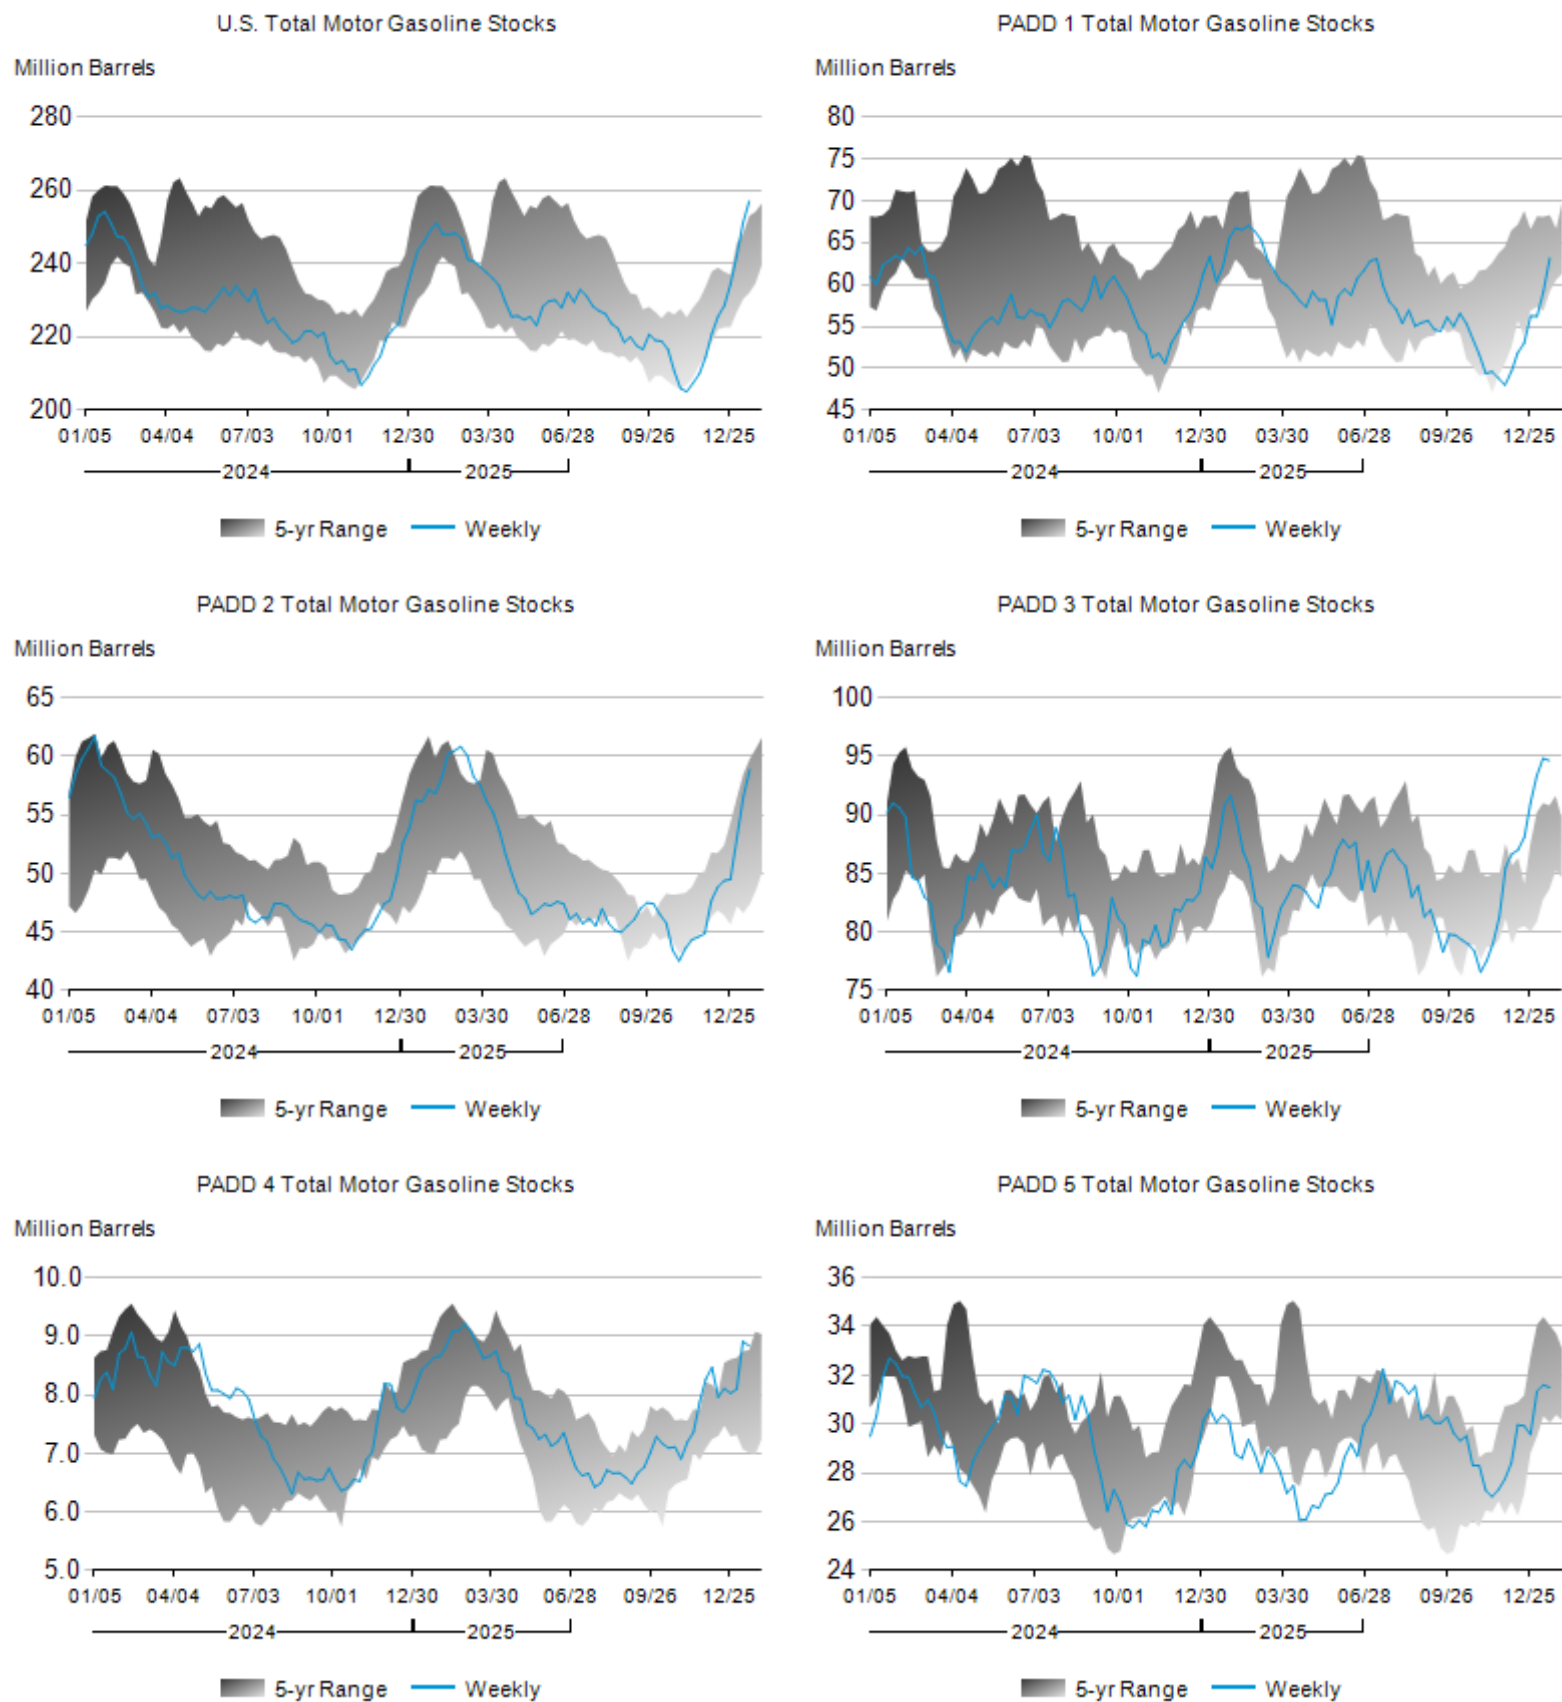 U.S. Total Motor Gasoline Stocks
Million Barrels
280
260
240
220
200
01/05 04/04 07/03 10/01 12/30 03/30 06/28 09/26 12/25
2024 2025
5-yr Range Weekly
PADD 1 Total Motor Gasoline Stocks
Million Barrels
80
75
70
65
60
55
50
45
01/05 04/04 07/03 10/01 12/30 03/30 06/28 09/26 12/25
2024 2025
5-yr Range Weekly
PADD 2 Total Motor Gasoline Stocks
Million Barrels
65
60
55
50
45
40
01/05 04/04 07/03 10/01 12/30 03/30 06/28 09/26 12/25
2024 2025
5-yr Range Weekly
PADD 3 Total Motor Gasoline Stocks
Million Barrels
100
95
90
85
80
75
01/05 04/04 07/03 10/01 12/30 03/30 06/28 09/26 12/25
2024 2025
5-yr Range Weekly
PADD 4 Total Motor Gasoline Stocks
Million Barrels
10.0
9.0
8.0
7.0
6.0
5.0
01/05 04/04 07/03 10/01 12/30 03/30 06/28 09/26 12/25
2024 2025
5-yr Range Weekly
PADD 5 Total Motor Gasoline Stocks
Million Barrels
36
34
32
30
28
26
24
01/05 04/04 07/03 10/01 12/30 03/30 06/28 09/26 12/25
2024 2025
5-yr Range Weekly